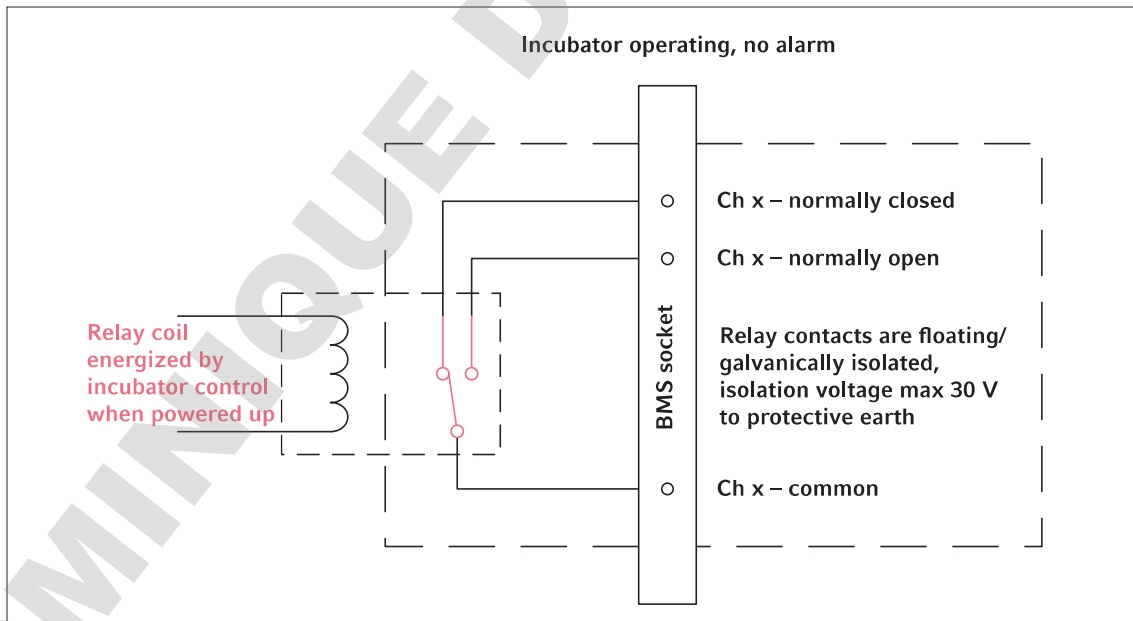 Incubator operating, no alarm
Ch x – normally closed
Ch x – normally open
Relay coil
energized by
incubator control
when powered up
BMS socket
Relay contacts are floating/
galvanically isolated,
isolation voltage max 30 V
to protective earth
Ch x – common
MINIQUE D